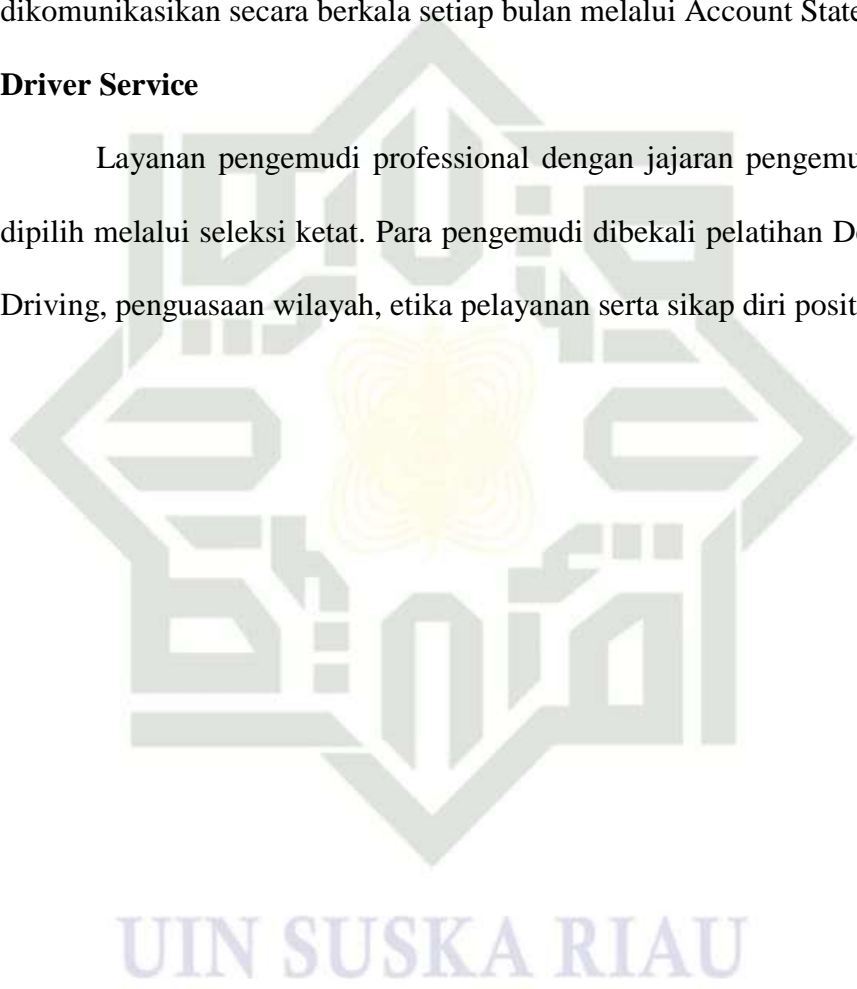 dikomunikasikan secara berkala setiap bulan melalui Account State
Driver Service
Layanan pengemudi professional dengan jajaran pengemu
dipilih melalui seleksi ketat. Para pengemudi dibekali pelatihan D
Driving, penguasaan wilayah, etika pelayanan serta sikap diri posit
UIN SUSKA RIAU